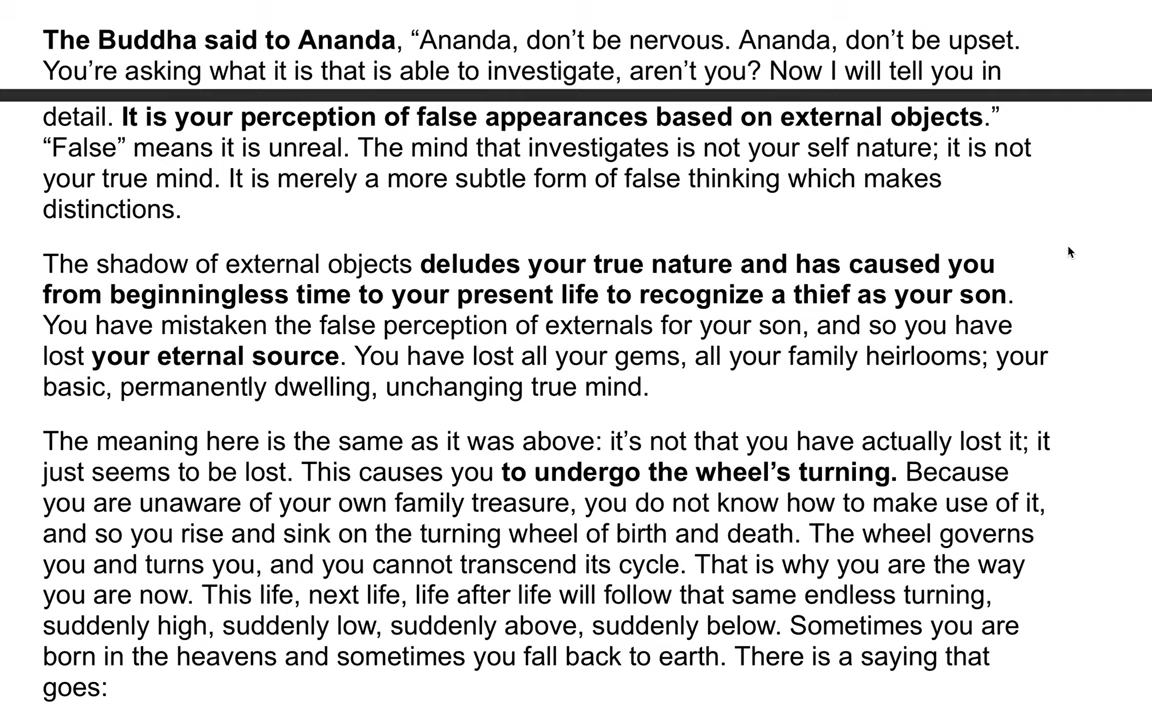 The Buddha said to Ananda, “Ananda, don’t be nervous. Ananda, don’t be upset.
You’re asking what it is that is able to investigate, aren’t you? Now I will tell you in
detail. It is your perception of false appearances based on external objects.”
“False” means it is unreal. The mind that investigates is not your self nature; it is not
your true mind. It is merely a more subtle form of false thinking which makes
distinctions.
The shadow of external objects deludes your true nature and has caused you
from beginningless time to your present life to recognize a thief as your son.
You have mistaken the false perception of externals for your son, and so you have
lost your eternal source. You have lost all your gems, all your family heirlooms; your
basic, permanently dwelling, unchanging true mind.
The meaning here is the same as it was above: it’s not that you have actually lost it; it
just seems to be lost. This causes you to undergo the wheel’s turning. Because
you are unaware of your own family treasure, you do not know how to make use of it,
and so you rise and sink on the turning wheel of birth and death. The wheel governs
you and turns you, and you cannot transcend its cycle. That is why you are the way
you are now. This life, next life, life after life will follow that same endless turning,
suddenly high, suddenly low, suddenly above, suddenly below. Sometimes you are
born in the heavens and sometimes you fall back to earth. There is a saying that
goes: